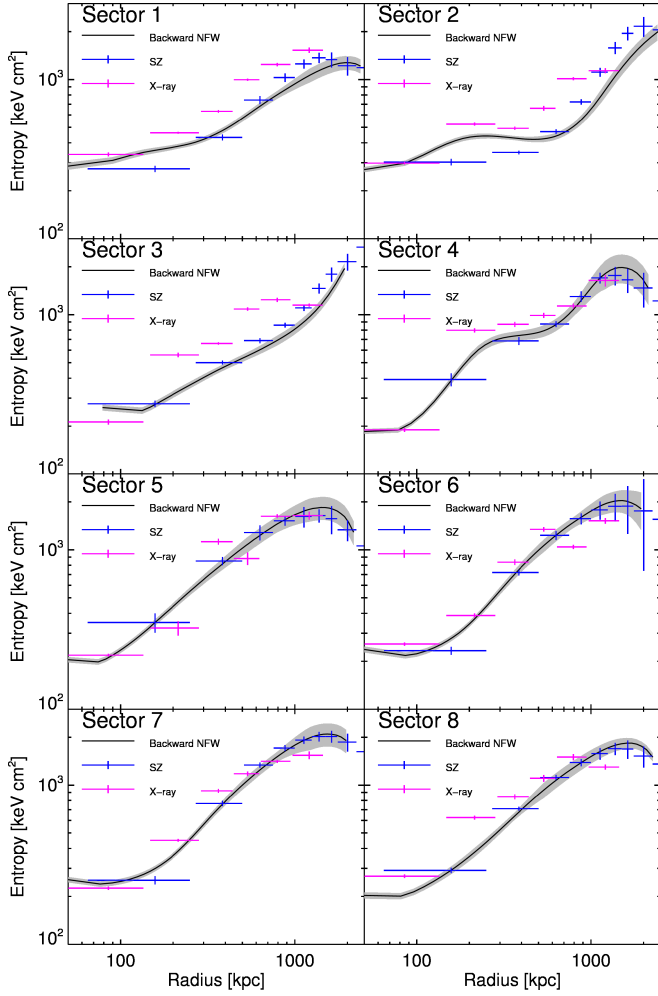 Sector 1
Backward NFW
SZ
X-ray
Entropy [keV cm²]
10³
10²
Sector 2
Backward NFW
SZ
X-ray
Sector 3
Backward NFW
SZ
X-ray
Entropy [keV cm²]
10³
10²
Sector 4
Backward NFW
SZ
X-ray
Sector 5
Backward NFW
SZ
X-ray
Entropy [keV cm²]
10³
10²
Sector 6
Backward NFW
SZ
X-ray
Sector 7
Backward NFW
SZ
X-ray
Entropy [keV cm²]
10³
10²
Sector 8
Backward NFW
SZ
X-ray
100 1000
100 1000
Radius [kpc]
Radius [kpc]